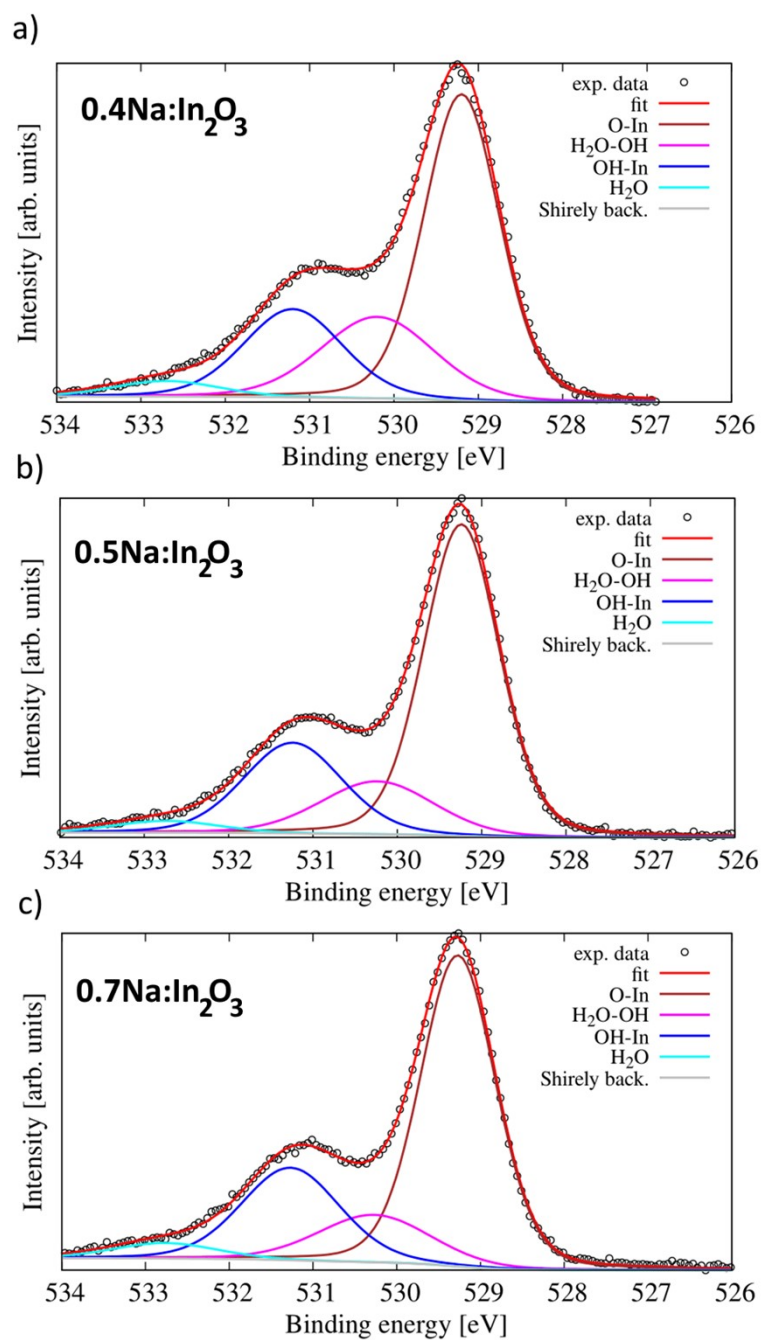 a)
0.4Na:In₂O₃
exp. data
fit
O-In
H₂O-OH
OH-In
H₂O
Shirely back.
Intensity [arb. units]
534 533 532 531 530 529 528 527 526
Binding energy [eV]
b)
0.5Na:In₂O₃
exp. data
fit
O-In
H₂O-OH
OH-In
H₂O
Shirely back.
Intensity [arb. units]
534 533 532 531 530 529 528 527 526
Binding energy [eV]
c)
0.7Na:In₂O₃
exp. data
fit
O-In
H₂O-OH
OH-In
H₂O
Shirely back.
Intensity [arb. units]
534 533 532 531 530 529 528 527 526
Binding energy [eV]